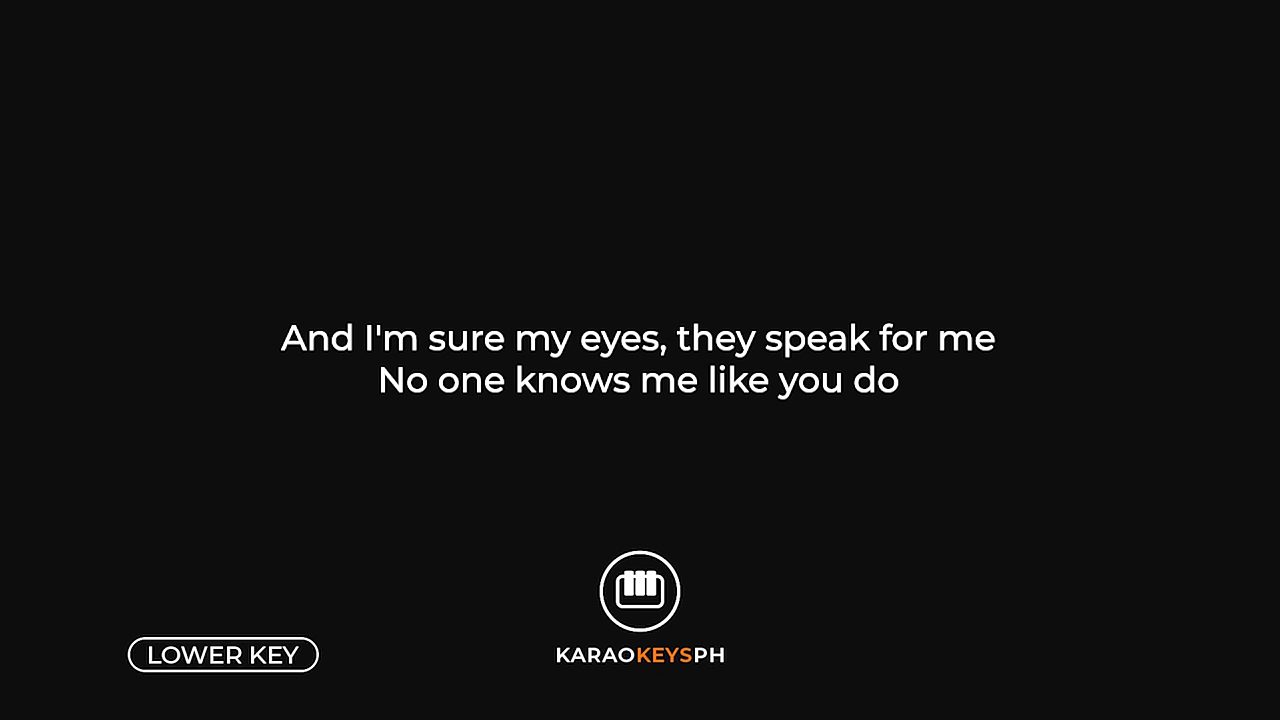 And I'm sure my eyes, they speak for me
No one knows me like you do
LOWER KEY
KARAOKEYSPH